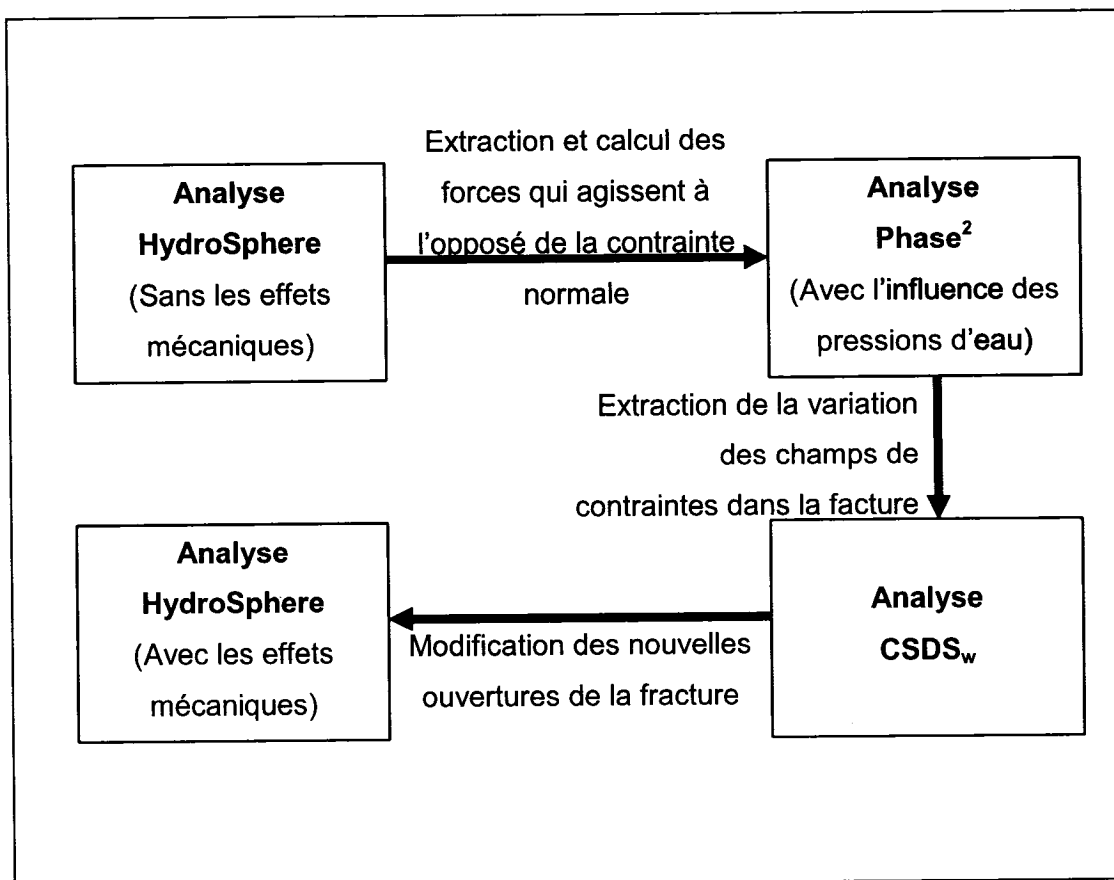 Analyse
HydroSphere
(Sans les effets
mécaniques)
Extraction et calcul des
forces qui agissent à
l'opposé de la contrainte
normale
Analyse
Phase²
(Avec l'influence des
pressions d'eau)
Extraction de la variation
des champs de
contraintes dans la facture
Analyse
CSDSw
Modification des nouvelles
ouvertures de la fracture
Analyse
HydroSphere
(Avec les effets
mécaniques)